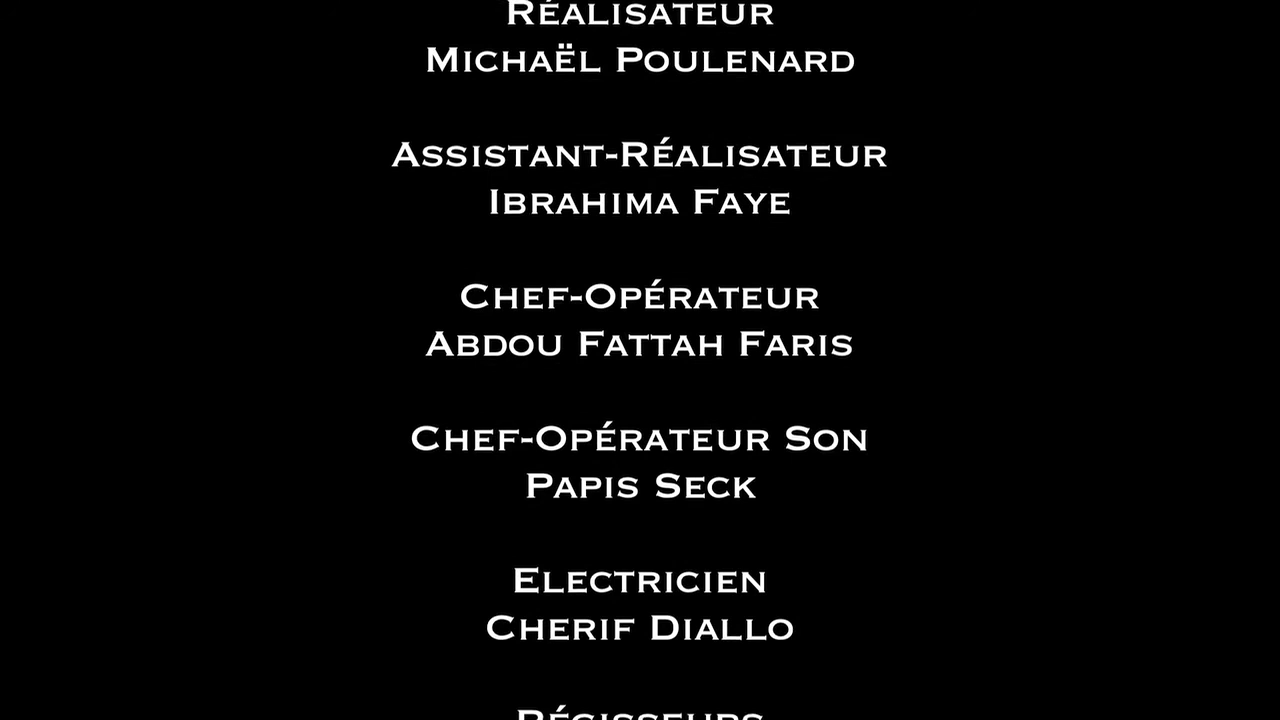 Réalisateur
Michaël Poulenard
Assistant-Réalisateur
Ibrahima Faye
Chef-Opérateur
Abdou Fattah Faris
Chef-Opérateur Son
Papis Seck
Electricien
Cherif Diallo
Régisseurs